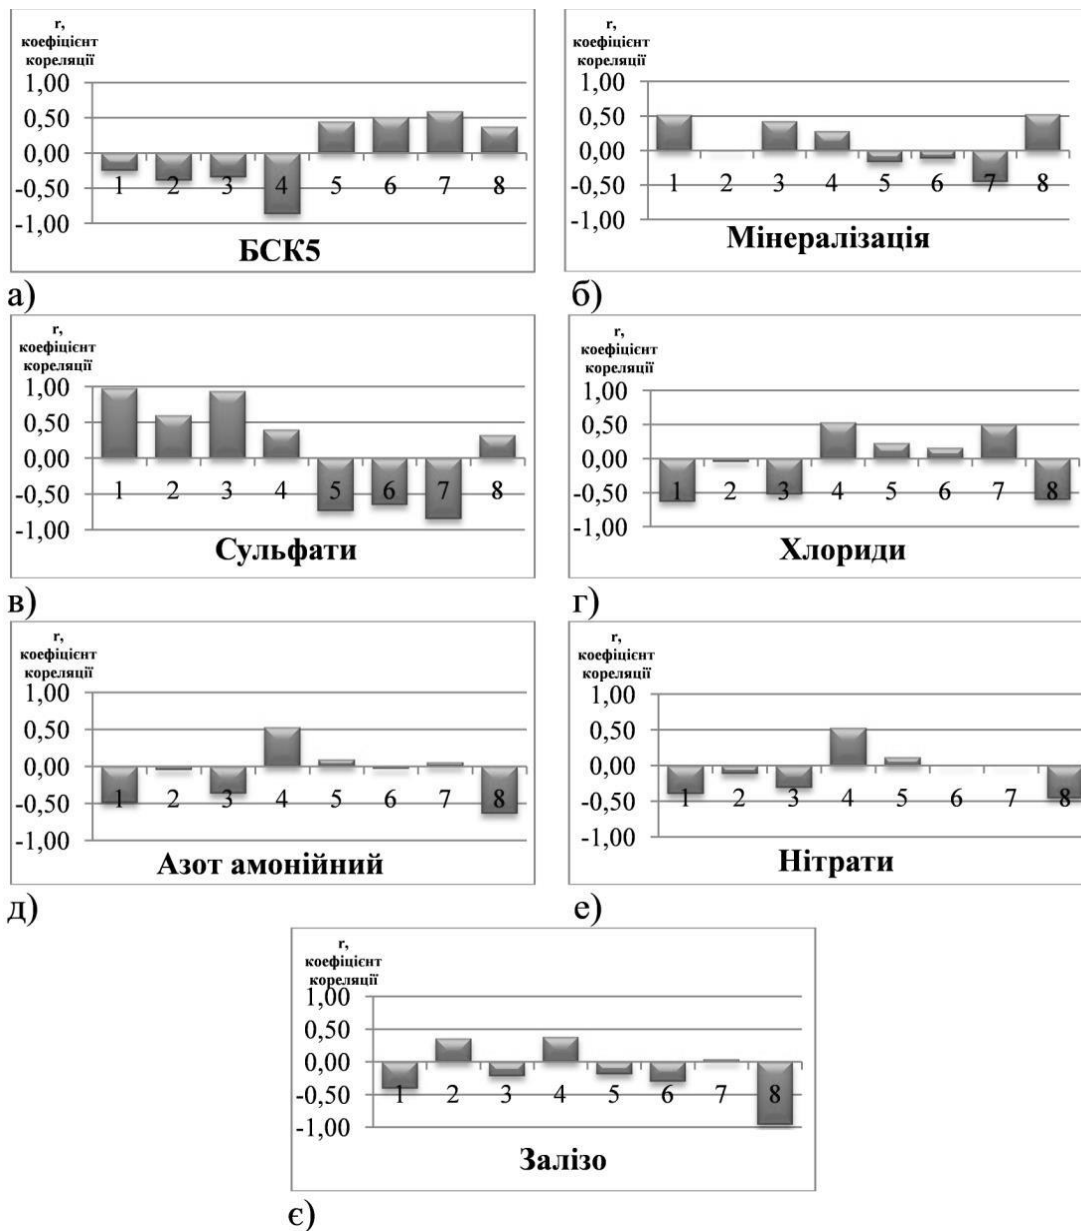 r,
коефіцієнт
кореляції
1,00
0,50
0,00
-0,50
-1,00
1 2 3 4 5 6 7 8
БСК5
а)
r,
коефіцієнт
кореляції
1,00
0,50
0,00
-0,50
-1,00
1 2 3 4 5 6 7 8
Мінералізація
б)
r,
коефіцієнт
кореляції
1,00
0,50
0,00
-0,50
-1,00
1 2 3 4 5 6 7 8
Сульфати
в)
r,
коефіцієнт
кореляції
1,00
0,50
0,00
-0,50
-1,00
1 2 3 4 5 6 7 8
Хлориди
г)
r,
коефіцієнт
кореляції
1,00
0,50
0,00
-0,50
-1,00
1 2 3 4 5 6 7 8
Азот амонійний
д)
r,
коефіцієнт
кореляції
1,00
0,50
0,00
-0,50
-1,00
1 2 3 4 5 6 7 8
Нітрати
е)
r,
коефіцієнт
кореляції
1,00
0,50
0,00
-0,50
-1,00
1 2 3 4 5 6 7 8
Залізо
є)